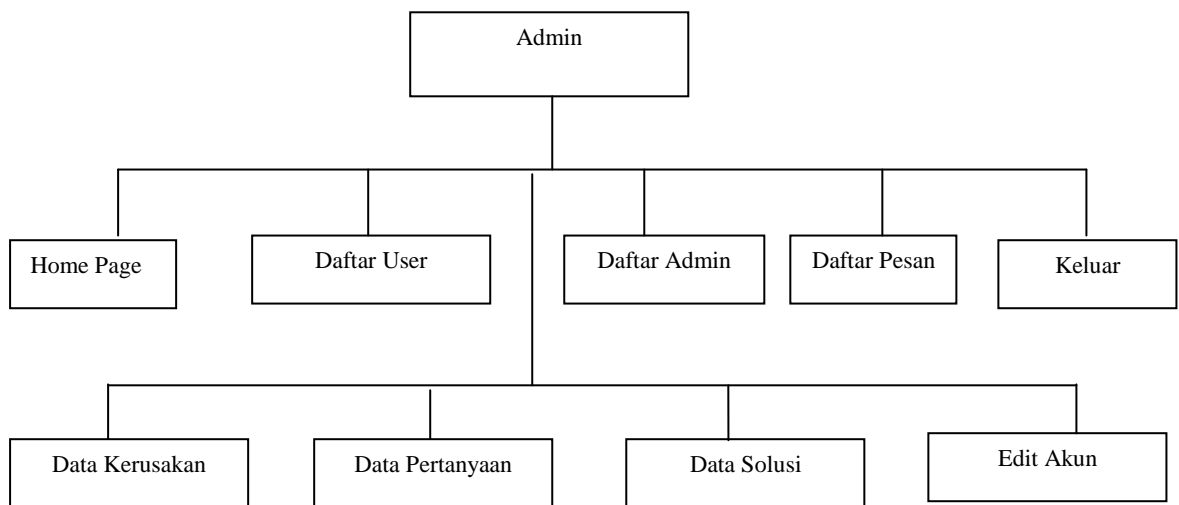 Admin
Home Page
Daftar User
Daftar Admin
Daftar Pesan
Keluar
Data Kerusakan
Data Pertanyaan
Data Solusi
Edit Akun